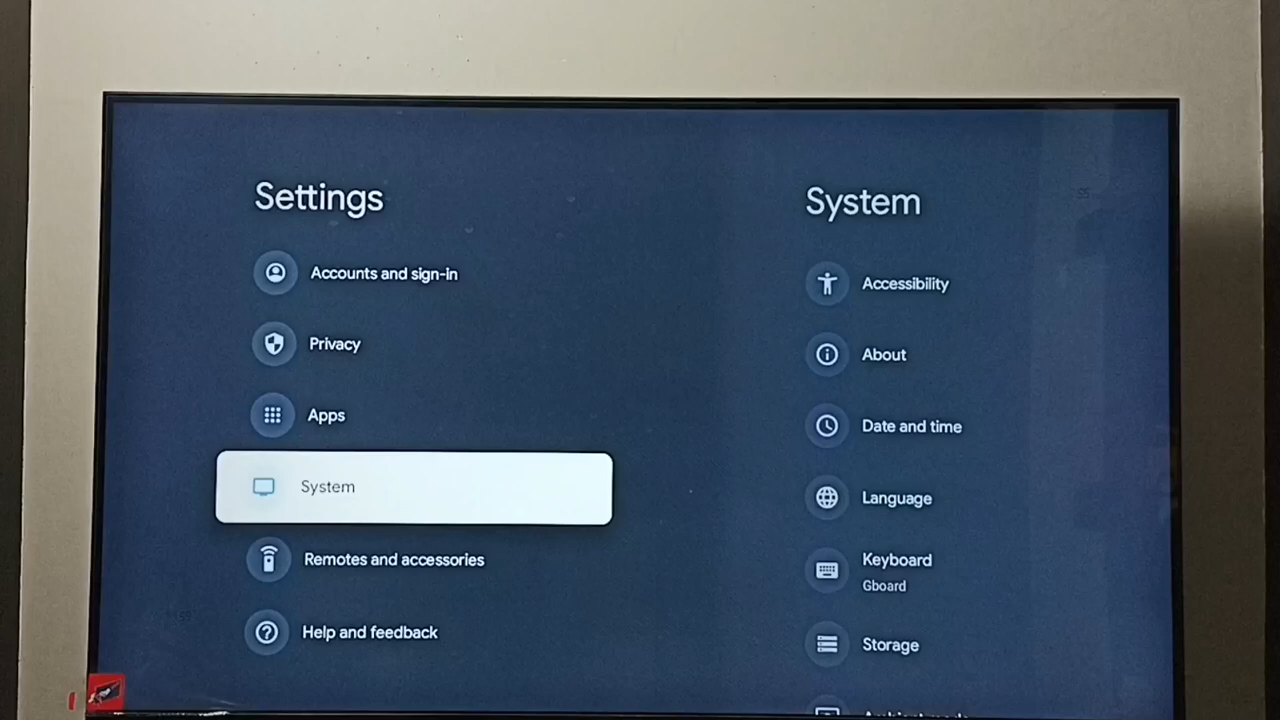 Settings
Accounts and sign-in
Privacy
Apps
System
Remotes and accessories
Help and feedback
System
Accessibility
About
Date and time
Language
Keyboard
Gboard
Storage